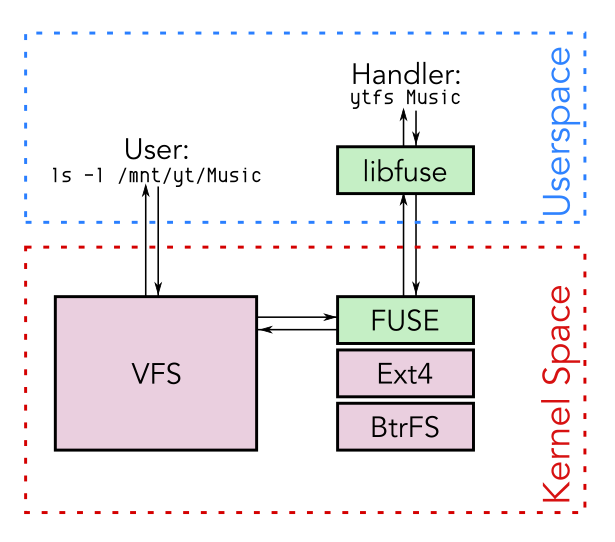 Handler:
ytfs Music
User:
ls -l /mnt/yt/Music
libfuse
Userspace
VFS
FUSE
Ext4
BtrFS
Kernel Space